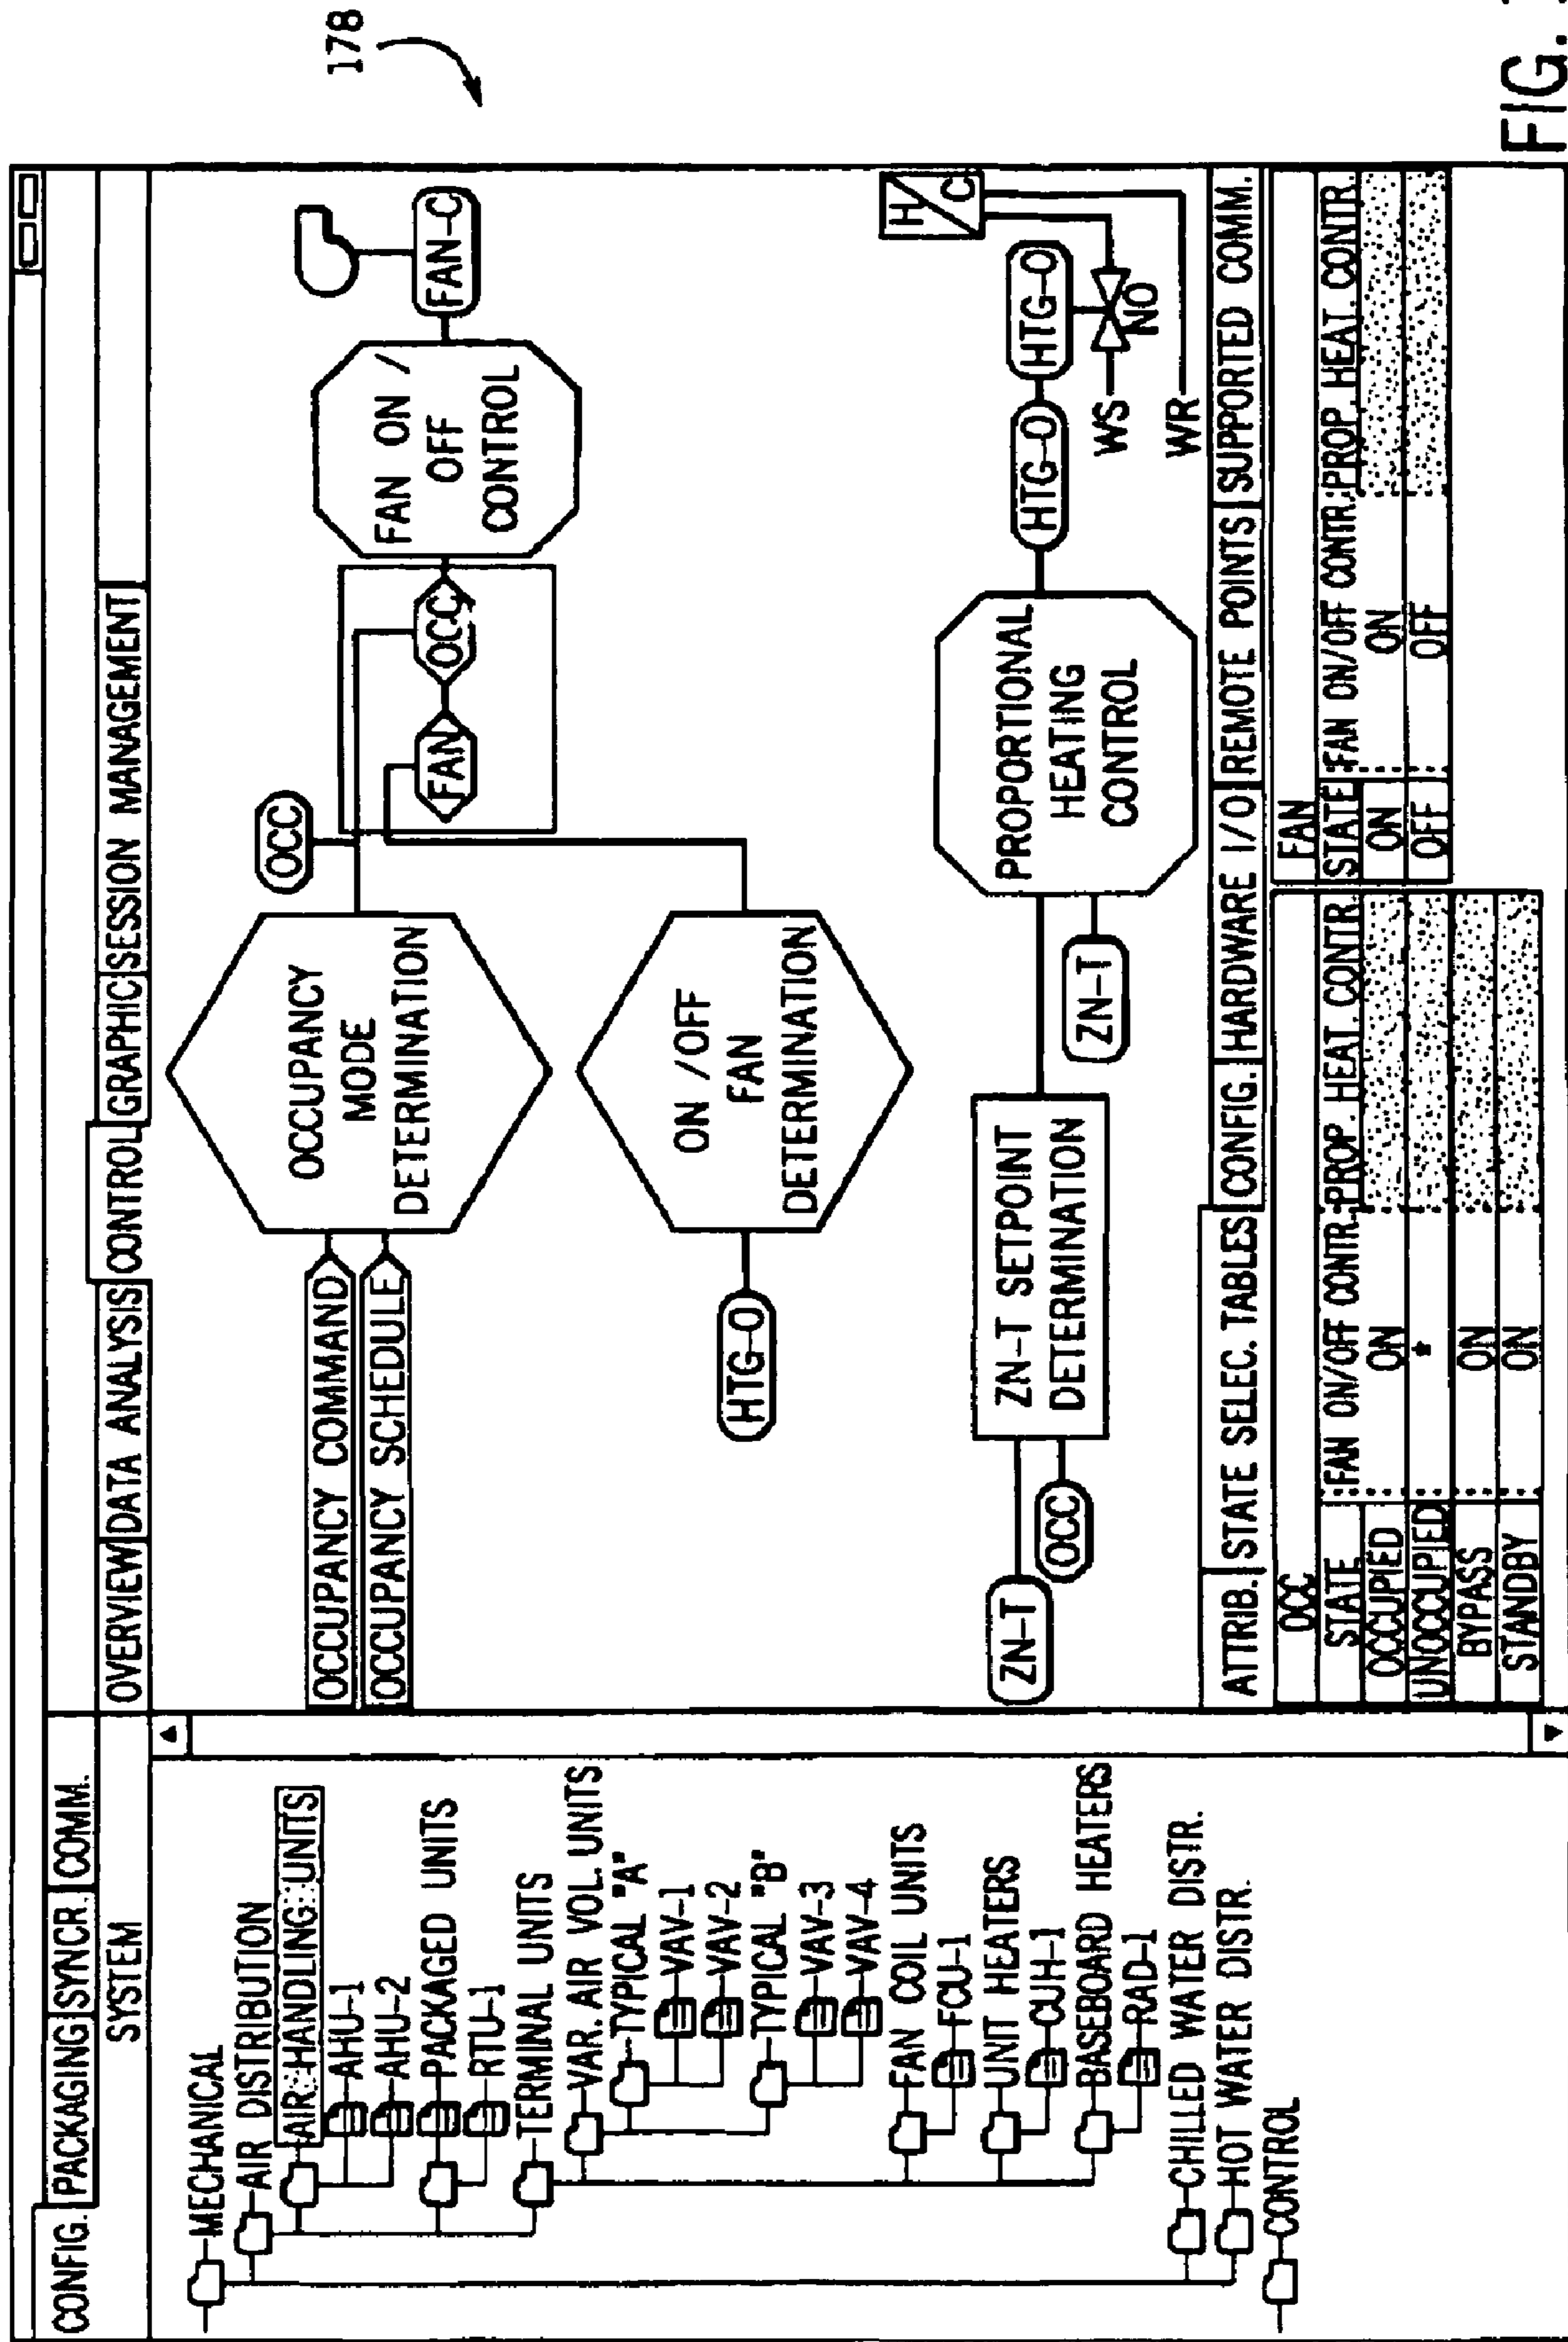 178
CONFIG. PACKAGING SYNCR. COMM.
SYSTEM
OVERVIEW DATA ANALYSIS CONTROL GRAPHIC SESSION MANAGEMENT
MECHANICAL
AIR DISTRIBUTION
AIR HANDLING UNITS
AHU-1
AHU-2
PACKAGED UNITS
RTU-1
TERMINAL UNITS
VAR. AIR VOL. UNITS
TYPICAL "A"
VAV-1
VAV-2
TYPICAL "B"
VAV-3
VAV-4
FAN COIL UNITS
FCU-1
UNIT HEATERS
CUH-1
BASEBOARD HEATERS
RAD-1
CHILLED WATER DISTR.
HOT WATER DISTR.
CONTROL
OCCUPANCY COMMAND
OCCUPANCY SCHEDULE
OCCUPANCY
MODE
DETERMINATION
OCC
FAN
OCC
FAN ON /
OFF
CONTROL
FAN-C
HTG-O
ON /OFF
FAN
DETERMINATION
ZN-T
OCC
ZN-T SETPOINT
DETERMINATION
ZN-T
PROPORTIONAL
HEATING
CONTROL
HTG-O
HTG-O
H/C
NO
WS
WR
ATTRIB. STATE SELEC. TABLES CONFIG. HARDWARE I/O REMOTE POINTS SUPPORTED COMM.
OCC
STATE FAN ON/OFF CONTR. PROP. HEAT. CONTR.
OCCUPIED ON
UNOCCUPIED *
BYPASS ON
STANDBY ON
FAN
STATE FAN ON/OFF CONTR. PROP. HEAT. CONTR.
ON ON
OFF OFF
FIG.